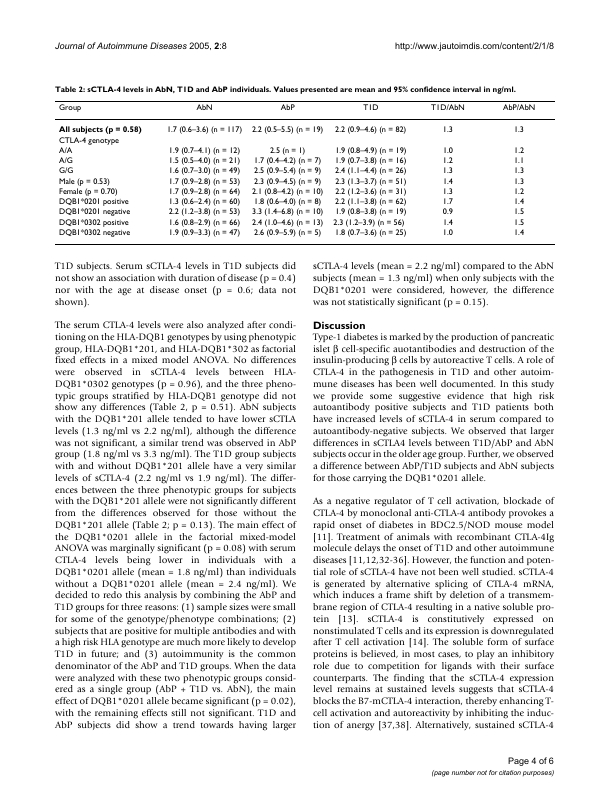 Journal of Autoimmune Diseases 2005, 2:8
http://www.jautoimdis.com/content/2/1/8
Table 2: sCTLA-4 levels in AbN, T1D and AbP individuals. Values presented are mean and 95% confidence interval in ng/ml.
Group AbN AbP T1D T1D/AbN AbP/AbN
All subjects (p = 0.58) 1.7 (0.6–3.6) (n = 117) 2.2 (0.5–5.5) (n = 19) 2.2 (0.9–4.6) (n = 82) 1.3 1.3
CTLA-4 genotype
A/A 1.9 (0.7–4.1) (n = 12) 2.5 (n = 1) 1.9 (0.8–4.9) (n = 19) 1.0 1.2
A/G 1.5 (0.5–4.0) (n = 21) 1.7 (0.4–4.2) (n = 7) 1.9 (0.7–3.8) (n = 16) 1.2 1.1
G/G 1.6 (0.7–3.0) (n = 49) 2.5 (0.9–5.4) (n = 9) 2.4 (1.1–4.4) (n = 26) 1.3 1.3
Male (p = 0.53) 1.7 (0.9–2.8) (n = 53) 2.3 (0.9–4.5) (n = 9) 2.3 (1.3–3.7) (n = 51) 1.4 1.3
Female (p = 0.70) 1.7 (0.9–2.8) (n = 64) 2.1 (0.8–4.2) (n = 10) 2.2 (1.2–3.6) (n = 31) 1.3 1.2
DQB1*0201 positive 1.3 (0.6–2.4) (n = 60) 1.8 (0.6–4.0) (n = 8) 2.2 (1.1–3.8) (n = 62) 1.7 1.4
DQB1*0201 negative 2.2 (1.2–3.8) (n = 53) 3.3 (1.4–6.8) (n = 10) 1.9 (0.8–3.8) (n = 19) 0.9 1.5
DQB1*0302 positive 1.6 (0.8–2.9) (n = 66) 2.4 (1.0–4.6) (n = 13) 2.3 (1.2–3.9) (n = 56) 1.4 1.5
DQB1*0302 negative 1.9 (0.9–3.3) (n = 47) 2.6 (0.9–5.9) (n = 5) 1.8 (0.7–3.6) (n = 25) 1.0 1.4
T1D subjects. Serum sCTLA-4 levels in T1D subjects did
not show an association with duration of disease (p = 0.4)
nor with the age at disease onset (p = 0.6; data not
shown).
The serum CTLA-4 levels were also analyzed after condi-
tioning on the HLA-DQB1 genotypes by using phenotypic
group, HLA-DQB1*201, and HLA-DQB1*302 as factorial
fixed effects in a mixed model ANOVA. No differences
were observed in sCTLA-4 levels between HLA-
DQB1*0302 genotypes (p = 0.96), and the three pheno-
typic groups stratified by HLA-DQB1 genotype did not
show any differences (Table 2, p = 0.51). AbN subjects
with the DQB1*201 allele tended to have lower sCTLA
levels (1.3 ng/ml vs 2.2 ng/ml), although the difference
was not significant, a similar trend was observed in AbP
group (1.8 ng/ml vs 3.3 ng/ml). The T1D group subjects
with and without DQB1*201 allele have a very similar
levels of sCTLA-4 (2.2 ng/ml vs 1.9 ng/ml). The differ-
ences between the three phenotypic groups for subjects
with the DQB1*201 allele were not significantly different
from the differences observed for those without the
DQB1*201 allele (Table 2; p = 0.13). The main effect of
the DQB1*0201 allele in the factorial mixed-model
ANOVA was marginally significant (p = 0.08) with serum
CTLA-4 levels being lower in individuals with a
DQB1*0201 allele (mean = 1.8 ng/ml) than individuals
without a DQB1*0201 allele (mean = 2.4 ng/ml). We
decided to redo this analysis by combining the AbP and
T1D groups for three reasons: (1) sample sizes were small
for some of the genotype/phenotype combinations; (2)
subjects that are positive for multiple antibodies and with
a high risk HLA genotype are much more likely to develop
T1D in future; and (3) autoimmunity is the common
denominator of the AbP and T1D groups. When the data
were analyzed with these two phenotypic groups consid-
ered as a single group (AbP + T1D vs. AbN), the main
effect of DQB1*0201 allele became significant (p = 0.02),
with the remaining effects still not significant. T1D and
AbP subjects did show a trend towards having larger
sCTLA-4 levels (mean = 2.2 ng/ml) compared to the AbN
subjects (mean = 1.3 ng/ml) when only subjects with the
DQB1*0201 were considered, however, the difference
was not statistically significant (p = 0.15).
Discussion
Type-1 diabetes is marked by the production of pancreatic
islet β cell-specific auotantibodies and destruction of the
insulin-producing β cells by autoreactive T cells. A role of
CTLA-4 in the pathogenesis in T1D and other autoim-
mune diseases has been well documented. In this study
we provide some suggestive evidence that high risk
autoantibody positive subjects and T1D patients both
have increased levels of sCTLA-4 in serum compared to
autoantibody-negative subjects. We observed that larger
differences in sCTLA4 levels between T1D/AbP and AbN
subjects occur in the older age group. Further, we observed
a difference between AbP/T1D subjects and AbN subjects
for those carrying the DQB1*0201 allele.
As a negative regulator of T cell activation, blockade of
CTLA-4 by monoclonal anti-CTLA-4 antibody provokes a
rapid onset of diabetes in BDC2.5/NOD mouse model
[11]. Treatment of animals with recombinant CTLA-4Ig
molecule delays the onset of T1D and other autoimmune
diseases [11,12,32-36]. However, the function and poten-
tial role of sCTLA-4 have not been well studied. sCTLA-4
is generated by alternative splicing of CTLA-4 mRNA,
which induces a frame shift by deletion of a transmem-
brane region of CTLA-4 resulting in a native soluble pro-
tein [13]. sCTLA-4 is constitutively expressed on
nonstimulated T cells and its expression is downregulated
after T cell activation [14]. The soluble form of surface
proteins is believed, in most cases, to play an inhibitory
role due to competition for ligands with their surface
counterparts. The finding that the sCTLA-4 expression
level remains at sustained levels suggests that sCTLA-4
blocks the B7-mCTLA-4 interaction, thereby enhancing T-
cell activation and autoreactivity by inhibiting the induc-
tion of anergy [37,38]. Alternatively, sustained sCTLA-4
Page 4 of 6
(page number not for citation purposes)